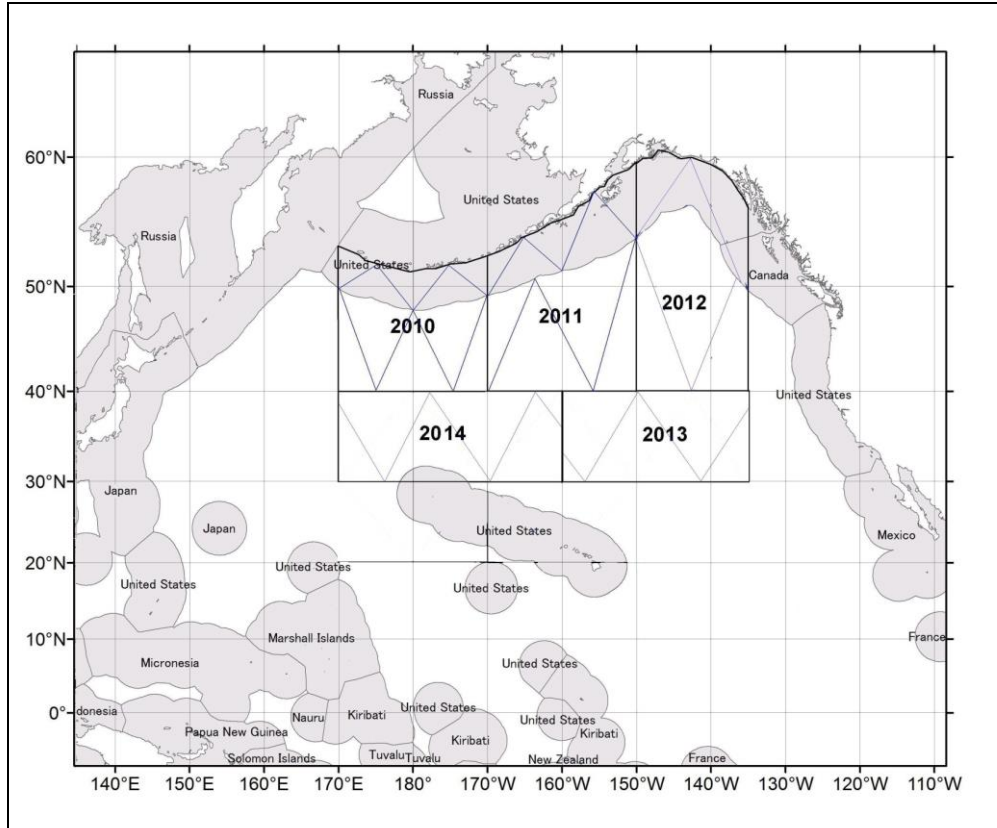 Russia
60°N
United States
Russia
United States
Canada
50°N
2010
2011
2012
40°N
United States
2014
2013
30°N
Japan
United States
Japan
Mexico
20°N
United States
United States
United States
Marshall Islands
10°N
France
Micronesia
United States
0°
donesia
Nauru
Kiribati
United States
United States
Papua New Guinea
Kiribati
Kiribati
Solomon Islands
Tuvalu
Tuvalu
New Zealand
France
140°E
150°E
160°E
170°E
180°W
170°W
160°W
150°W
140°W
130°W
120°W
110°W